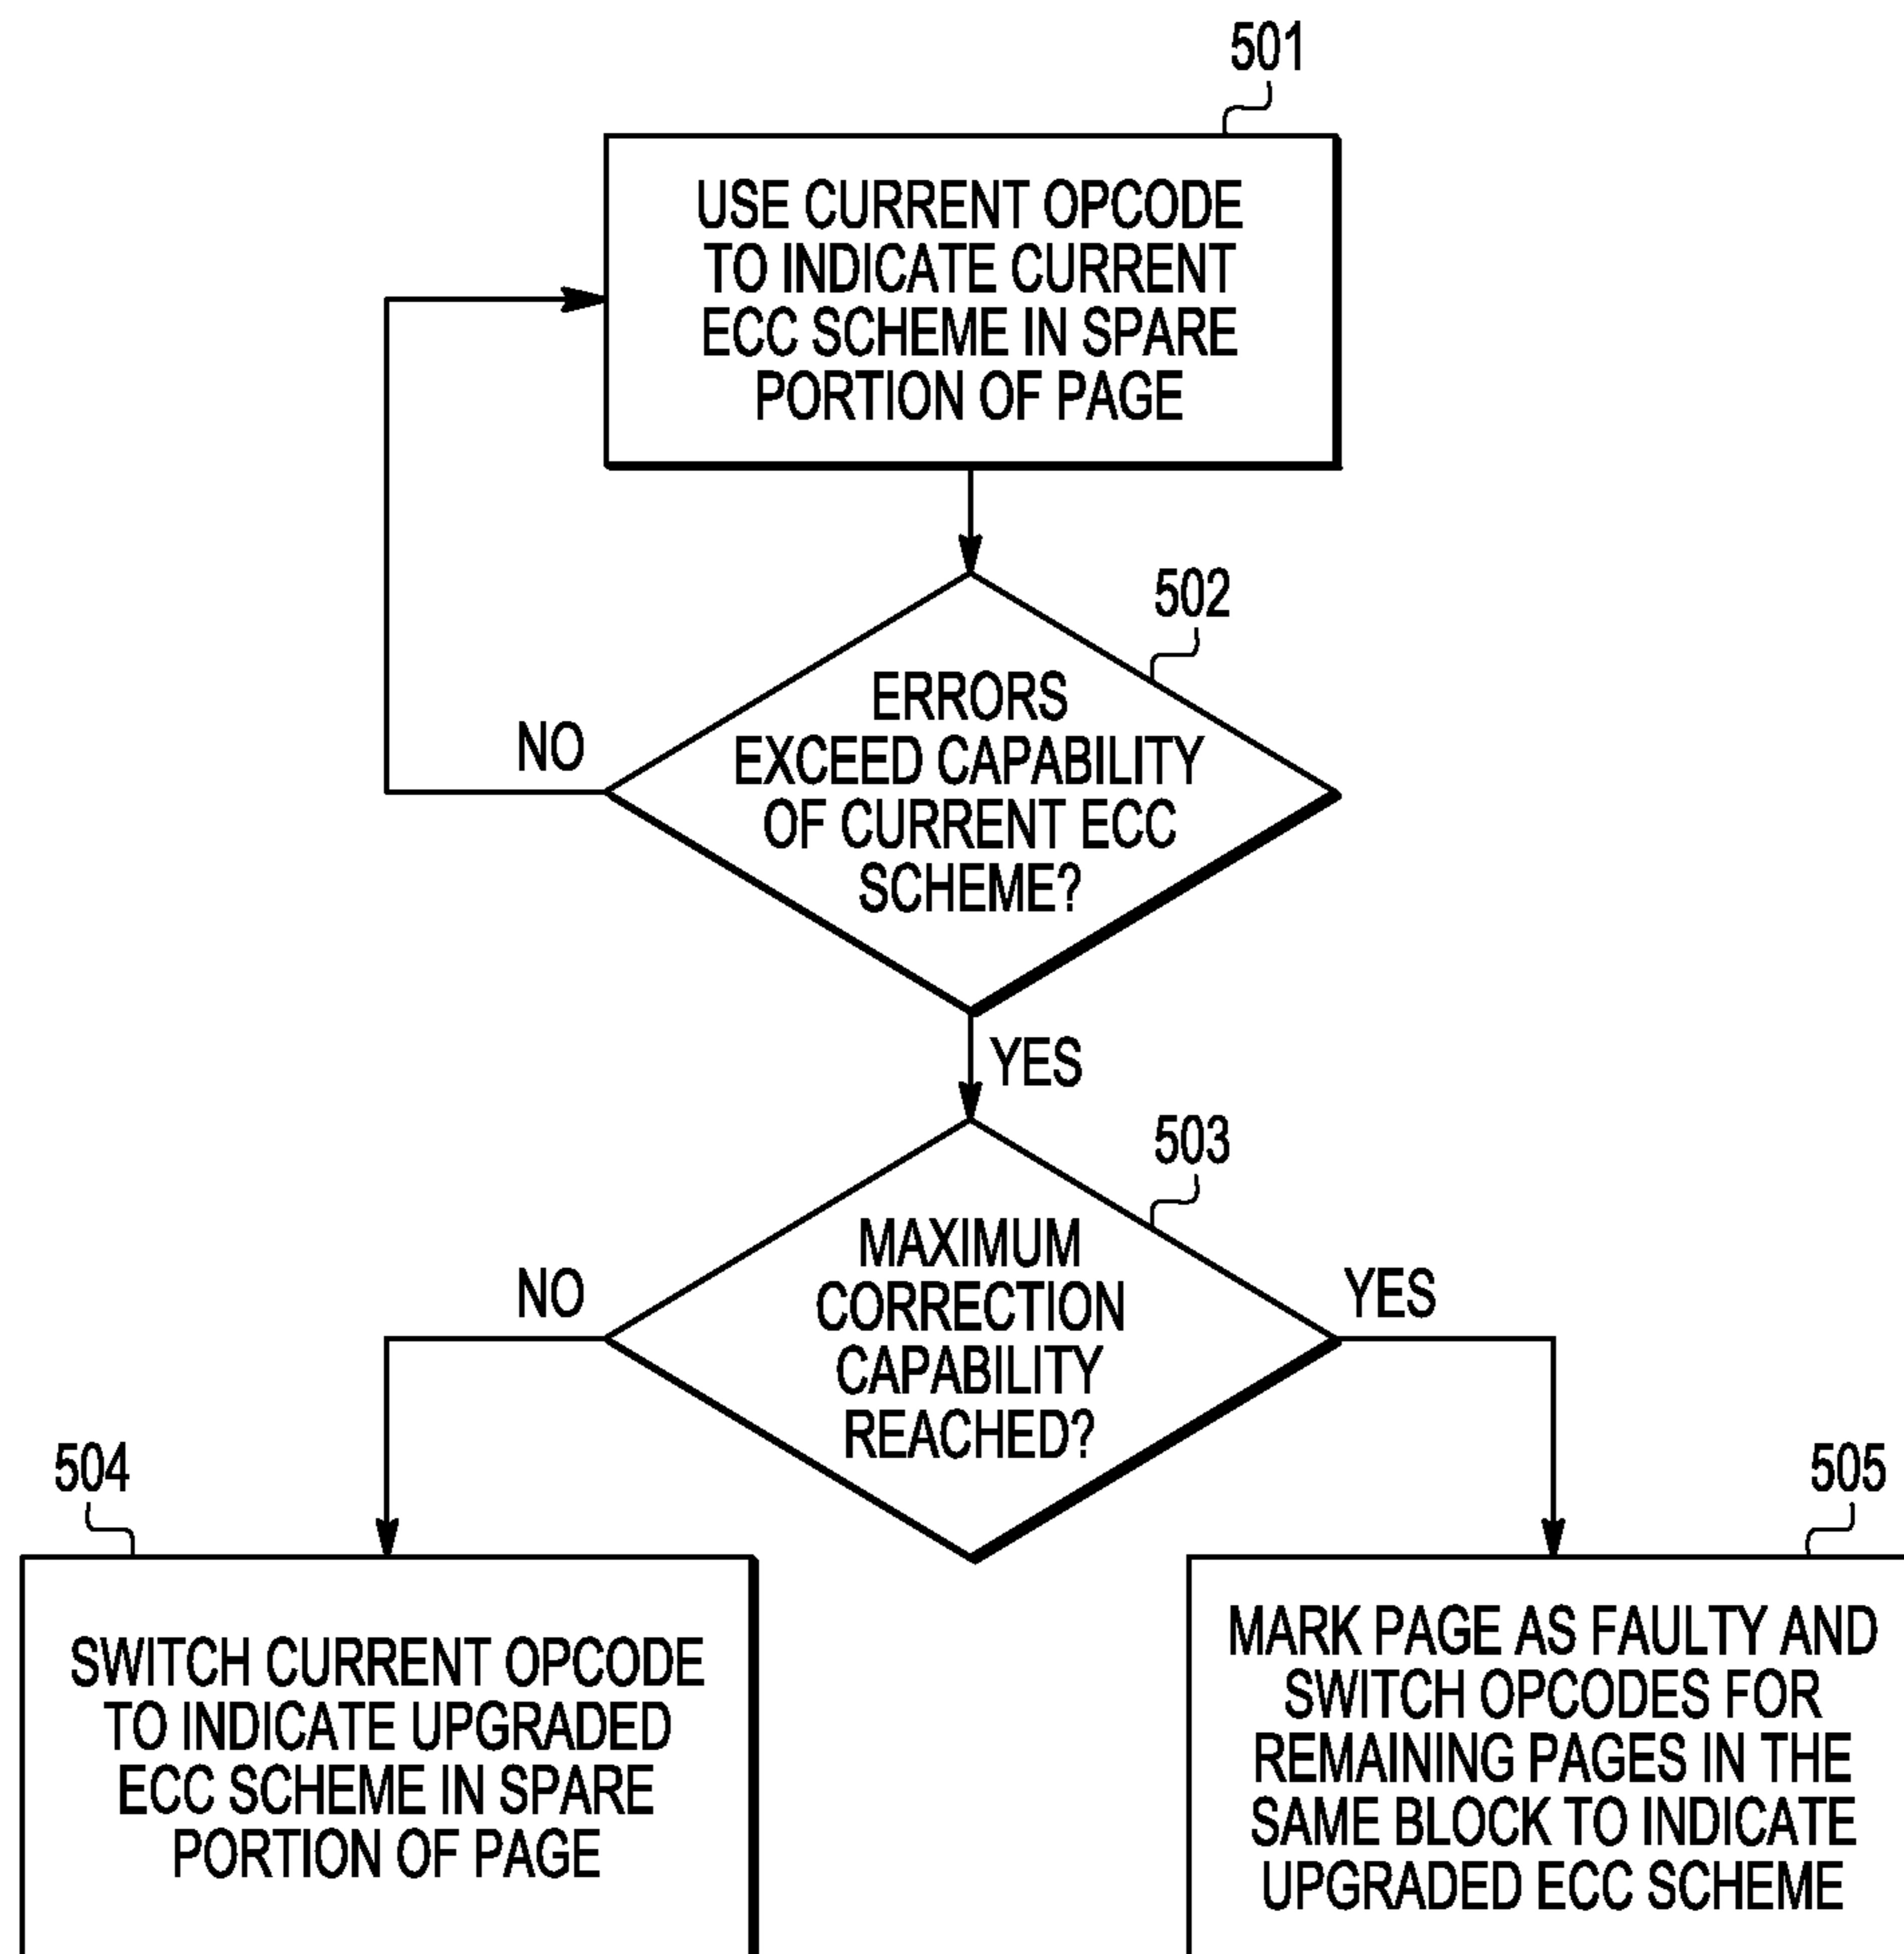 501
USE CURRENT OPCODE
TO INDICATE CURRENT
ECC SCHEME IN SPARE
PORTION OF PAGE
502
ERRORS
EXCEED CAPABILITY
OF CURRENT ECC
SCHEME?
NO
YES
503
MAXIMUM
CORRECTION
CAPABILITY
REACHED?
NO
YES
504
SWITCH CURRENT OPCODE
TO INDICATE UPGRADED
ECC SCHEME IN SPARE
PORTION OF PAGE
505
MARK PAGE AS FAULTY AND
SWITCH OPCODES FOR
REMAINING PAGES IN THE
SAME BLOCK TO INDICATE
UPGRADED ECC SCHEME